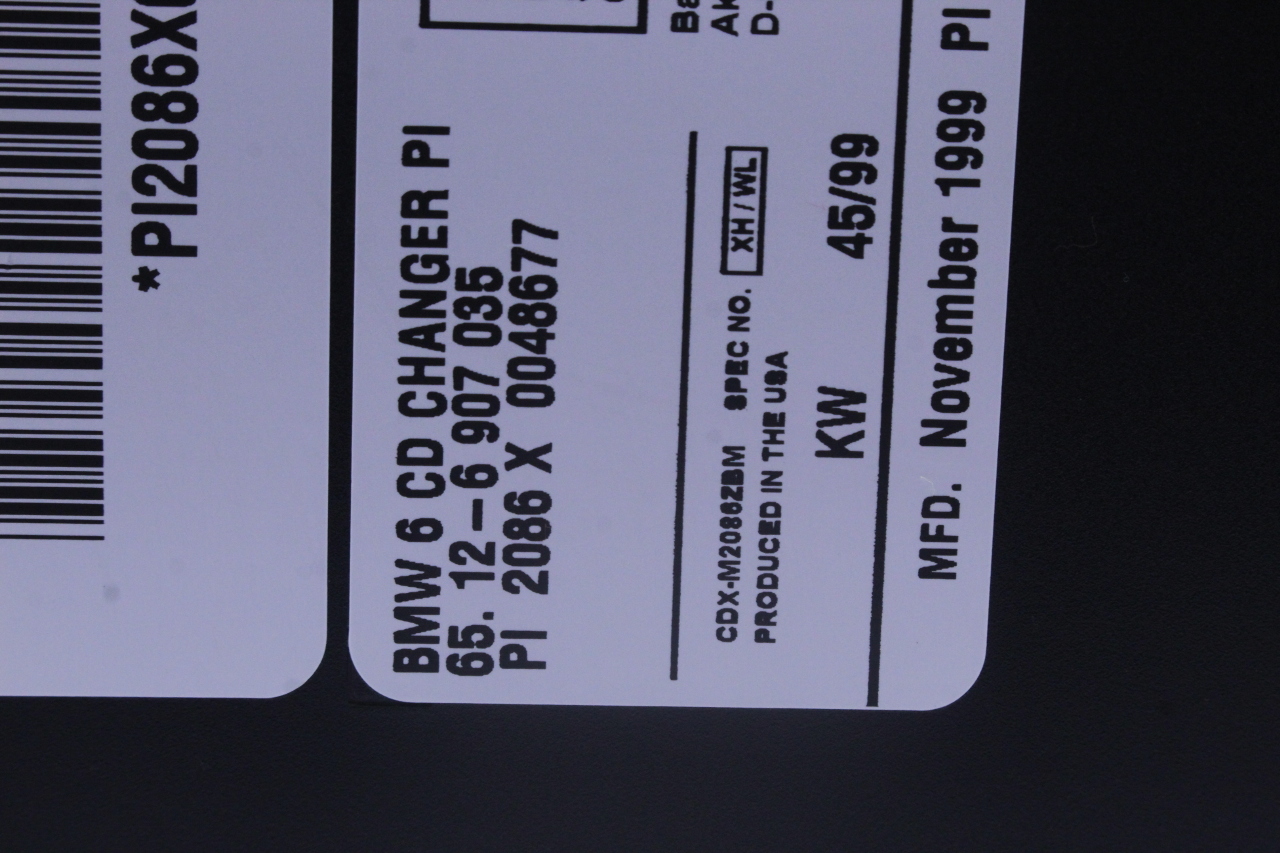 *PI2086X
BMW 6 CD CHANGER PI
65. 12-6 907 035
PI 2086 X 0048677
CDX-M2086ZBM SPEC NO. XH / WL
PRODUCED IN THE USA
KW 45/99
MFD. November 1999 PI